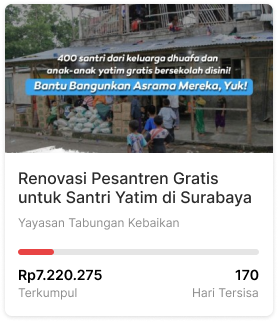 400 santri dari keluarga dhuafa dan
anak-anak yatim gratis bersekolah disini!
Bantu Bangunkan Asrama Mereka, Yuk!
Renovasi Pesantren Gratis
untuk Santri Yatim di Surabaya
Yayasan Tabungan Kebaikan
Rp7.220.275 170
Terkumpul Hari Tersisa